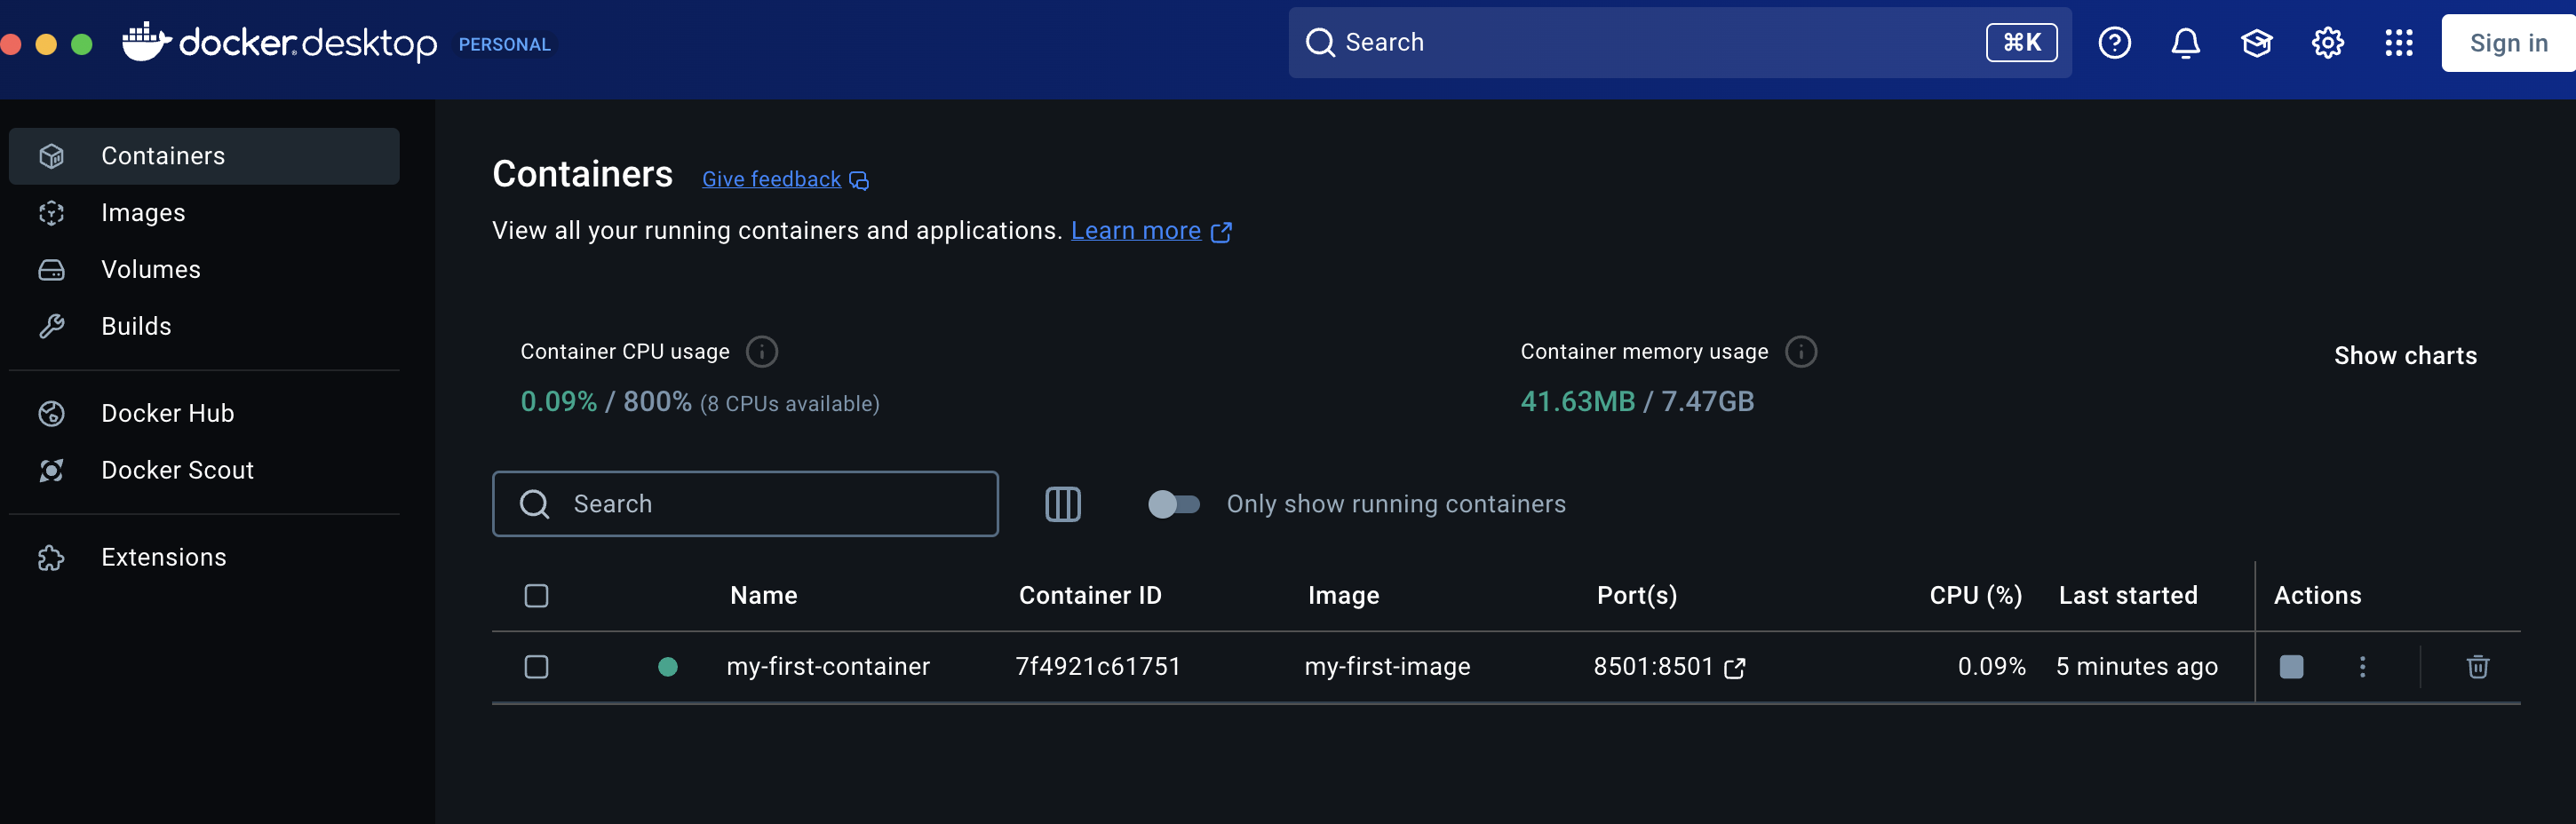 docker desktop PERSONAL
Search ⌘K
Sign in
Containers
Images
Volumes
Builds
Docker Hub
Docker Scout
Extensions
Containers Give feedback
View all your running containers and applications. Learn more
Container CPU usage
0.09% / 800% (8 CPUs available)
Container memory usage
41.63MB / 7.47GB
Show charts
Search
Only show running containers
Name Container ID Image Port(s) CPU (%) Last started Actions
my-first-container 7f4921c61751 my-first-image 8501:8501 0.09% 5 minutes ago